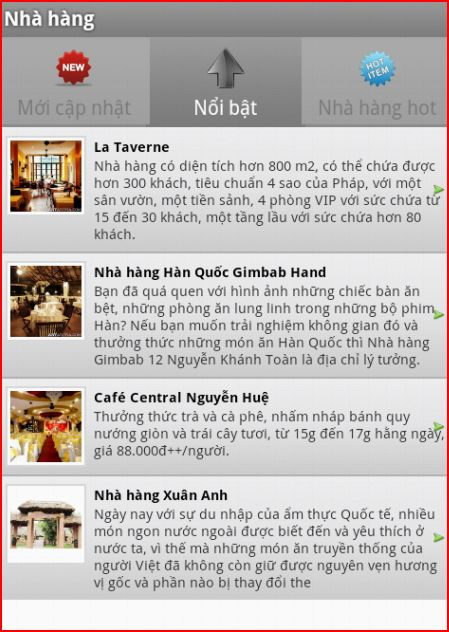 Nhà hàng
NEW
HOT
ITEM
Mới cập nhật
Nổi bật
Nhà hàng hot
La Taverne
Nhà hàng có diện tích hơn 800 m2, có thể chứa được
hơn 300 khách, tiêu chuẩn 4 sao của Pháp, với một
sân vườn, một tiền sảnh, 4 phòng VIP với sức chứa từ
15 đến 30 khách, một tầng lầu với sức chứa hơn 80
khách.
Nhà hàng Hàn Quốc Gimbab Hand
Bạn đã quá quen với hình ảnh những chiếc bàn ăn
bệt, những phòng ăn lung linh trong những bộ phim
Hàn? Nếu bạn muốn trải nghiệm không gian đó và
thưởng thức những món ăn Hàn Quốc thì Nhà hàng
Gimbab 12 Nguyễn Khánh Toàn là địa chỉ lý tưởng.
Café Central Nguyễn Huệ
Thưởng thức trà và cà phê, nhấm nháp bánh quy
nướng giòn và trái cây tươi, từ 15g đến 17g hằng ngày,
giá 88.000đ++/người.
Nhà hàng Xuân Anh
Ngày nay với sự du nhập của ẩm thực Quốc tế, nhiều
món ngon nước ngoài được biết đến và yêu thích ở
nước ta, vì thế mà những món ăn truyền thống của
người Việt đã không còn giữ được nguyên vẹn hương
vị gốc và phần nào bị thay đổi the